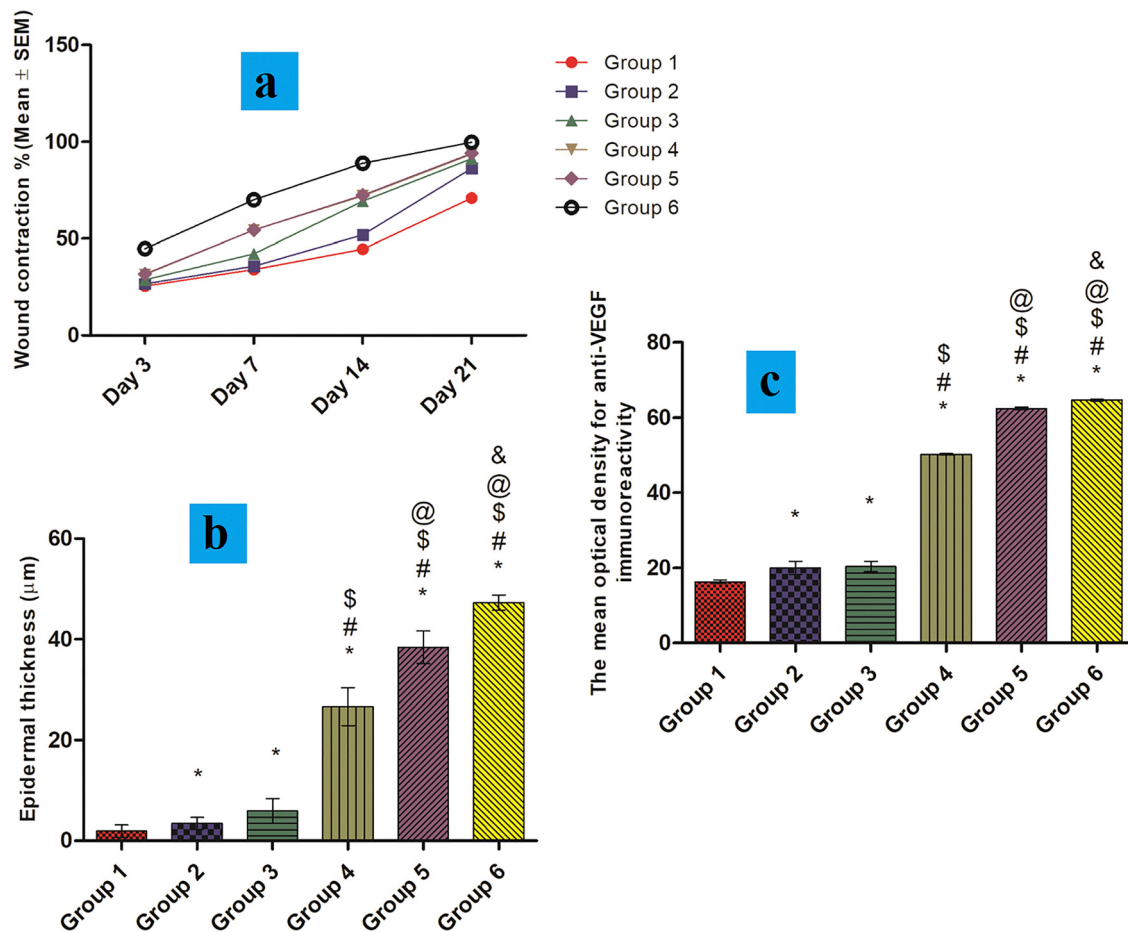 Wound contraction % (Mean ± SEM)
150
100
50
0
a
Day 3
Day 7
Day 14
Day 21
Group 1
Group 2
Group 3
Group 4
Group 5
Group 6
Epidermal thickness (µm)
60
40
20
0
b
*
*
$
#
*
@
$
#
*
&
@
$
#
*
Group 1
Group 2
Group 3
Group 4
Group 5
Group 6
The mean optical density for anti-VEGF
immunoreactivity
80
60
40
20
0
c
*
*
$
#
*
@
$
#
*
&
@
$
#
*
Group 1
Group 2
Group 3
Group 4
Group 5
Group 6